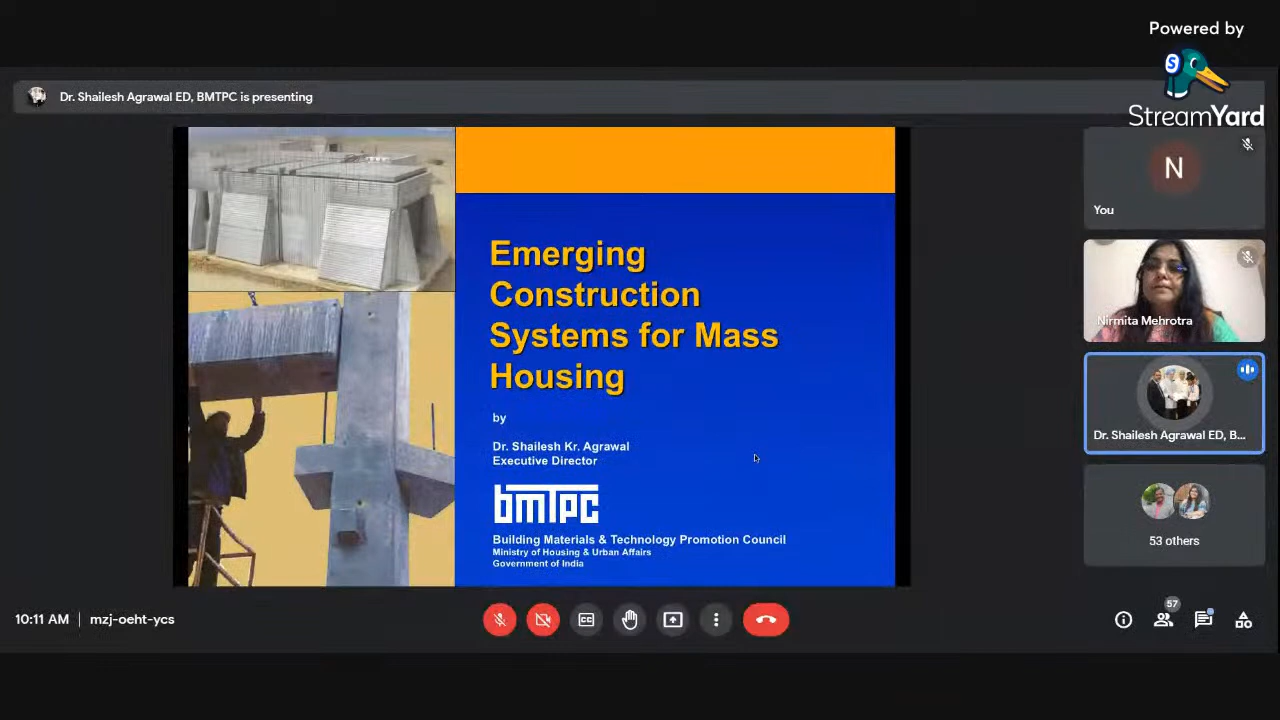 Powered by
StreamYard
Dr. Shailesh Agrawal ED, BMTPC is presenting
Emerging
Construction
Systems for Mass
Housing
by
Dr. Shailesh Kr. Agrawal
Executive Director
bmTPC
Building Materials & Technology Promotion Council
Ministry of Housing & Urban Affairs
Government of India
N
You
Nirmita Mehrotra
Dr. Shailesh Agrawal ED, B...
53 others
10:11 AM | mzj-oeht-ycs
57